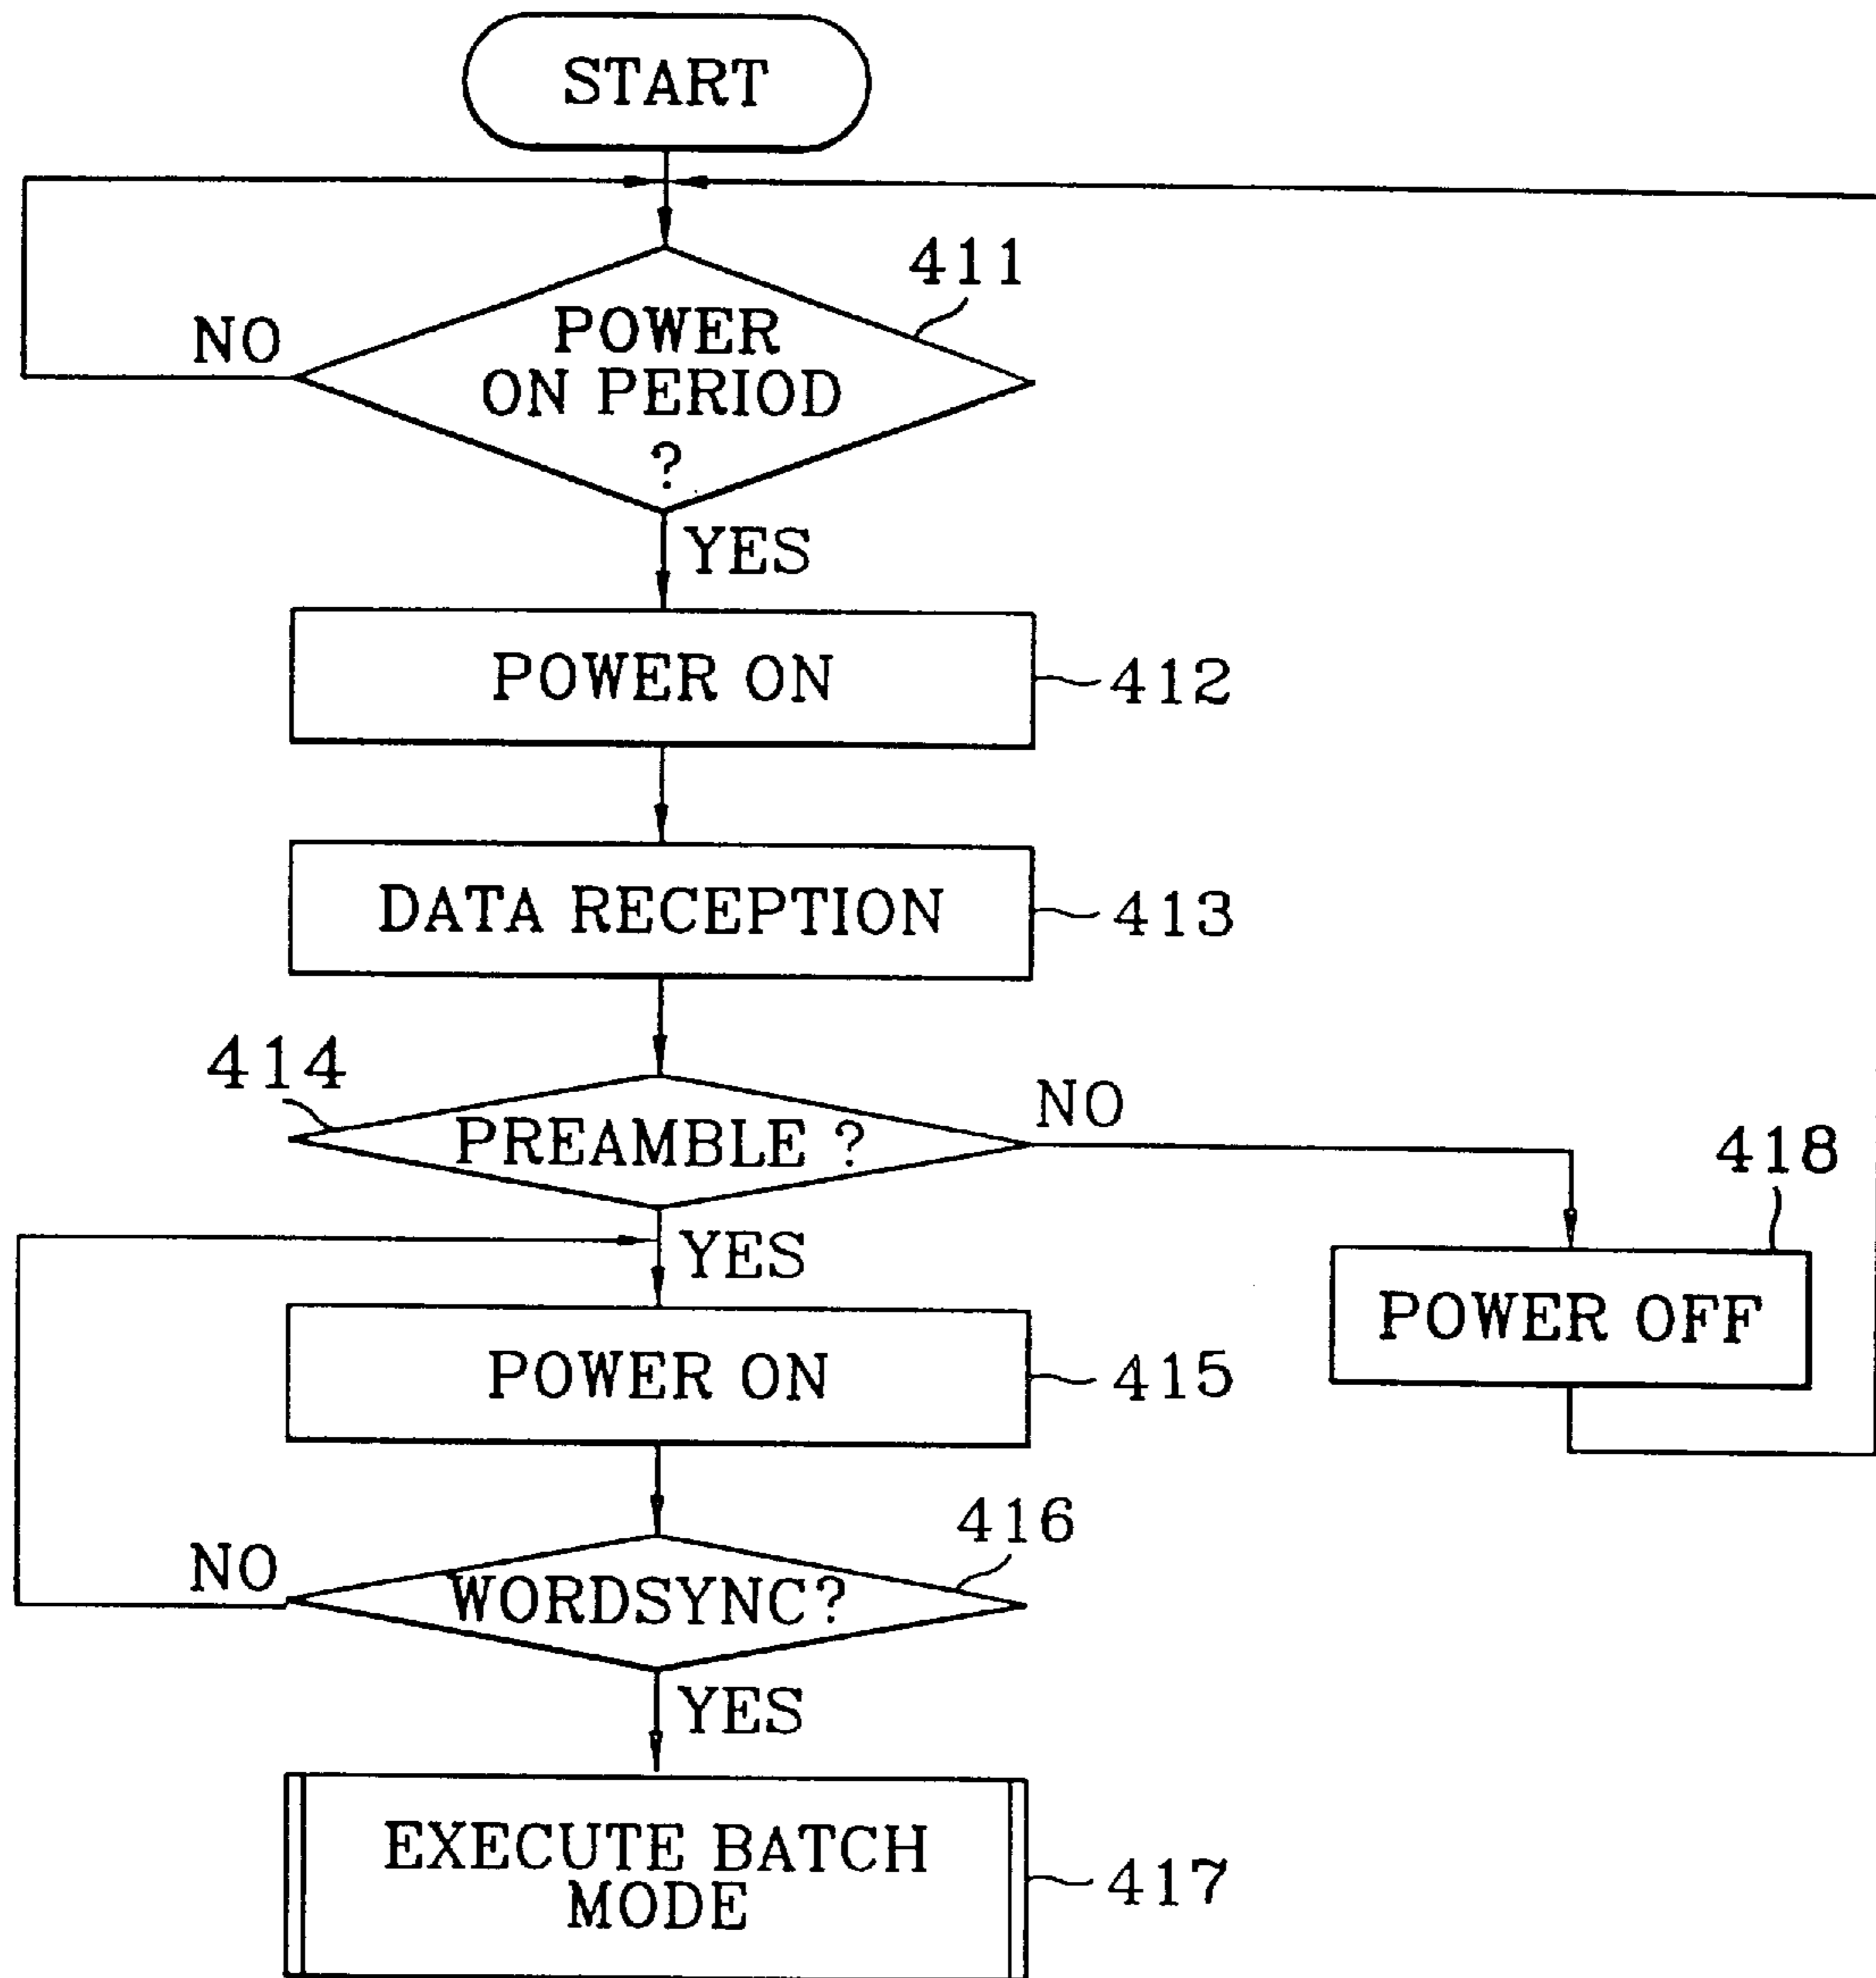 START
411
POWER
ON PERIOD
?
NO
YES
POWER ON
412
DATA RECEPTION
413
414
PREAMBLE ?
NO
418
YES
POWER OFF
POWER ON
415
416
NO
WORDSYNC?
YES
EXECUTE BATCH
MODE
417